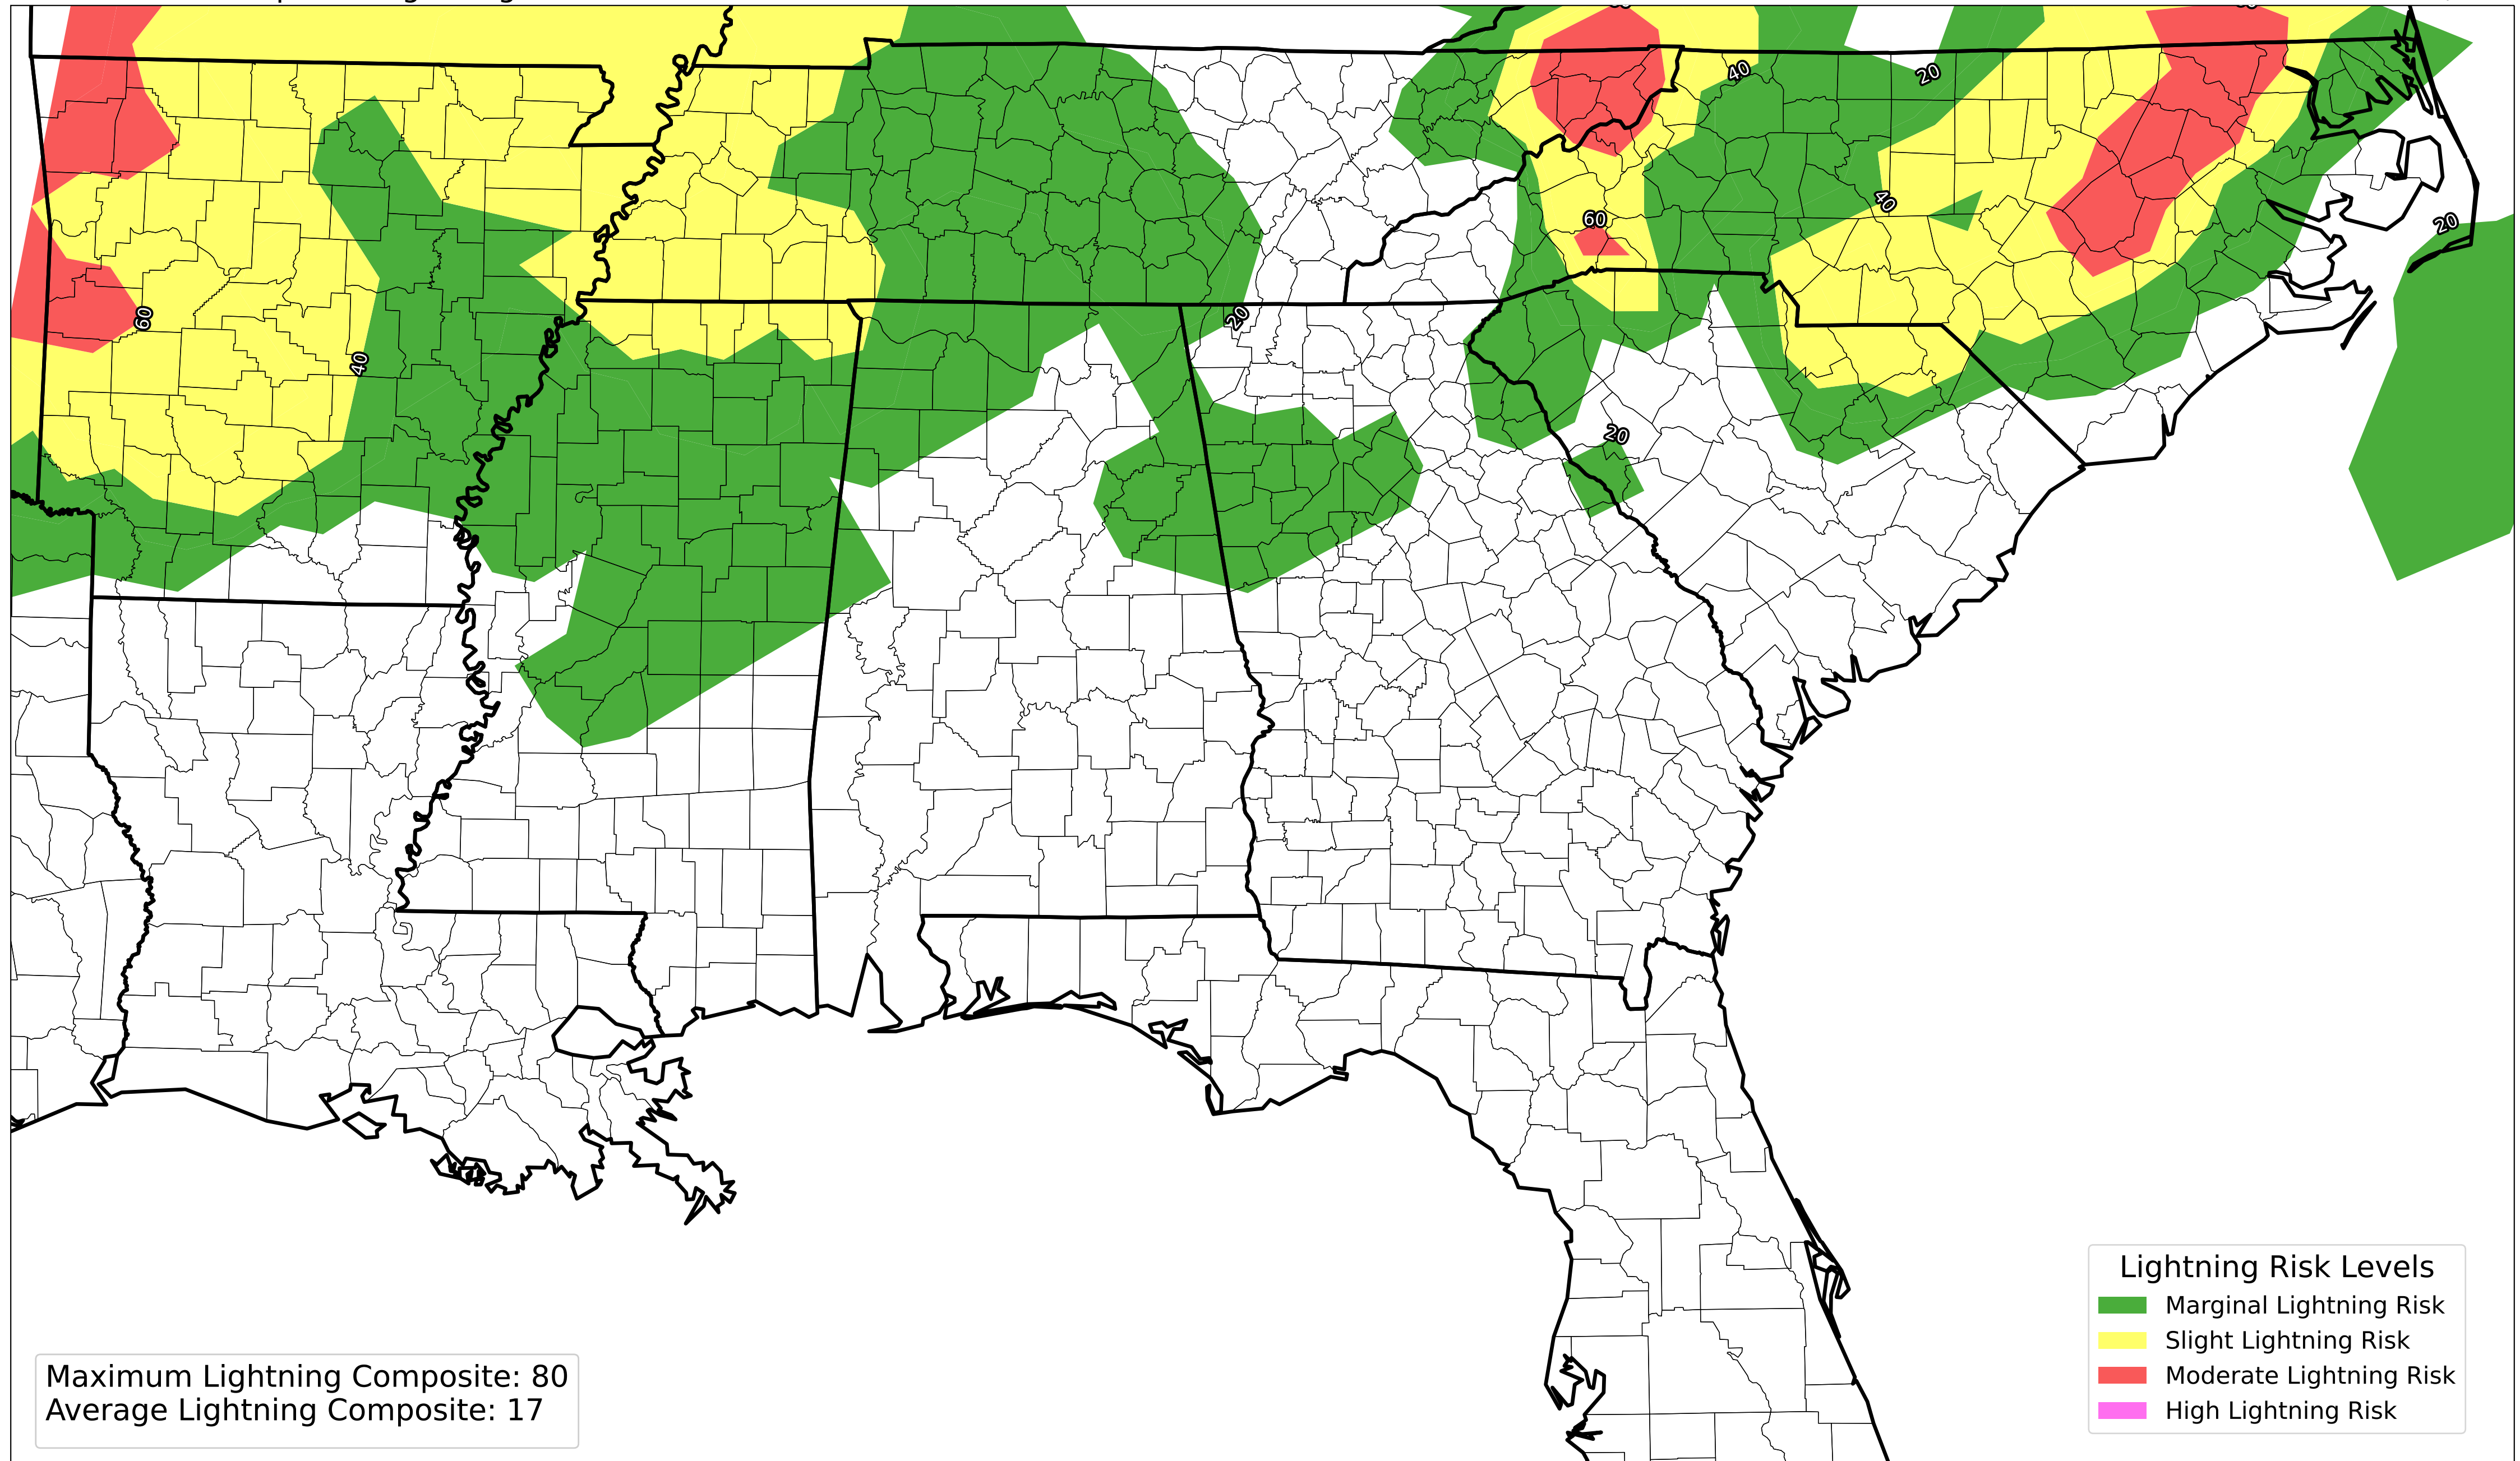 40
20
60
40
20
60
20
40
20
Lightning Risk Levels
Marginal Lightning Risk
Slight Lightning Risk
Moderate Lightning Risk
High Lightning Risk
Maximum Lightning Composite: 80
Average Lightning Composite: 17